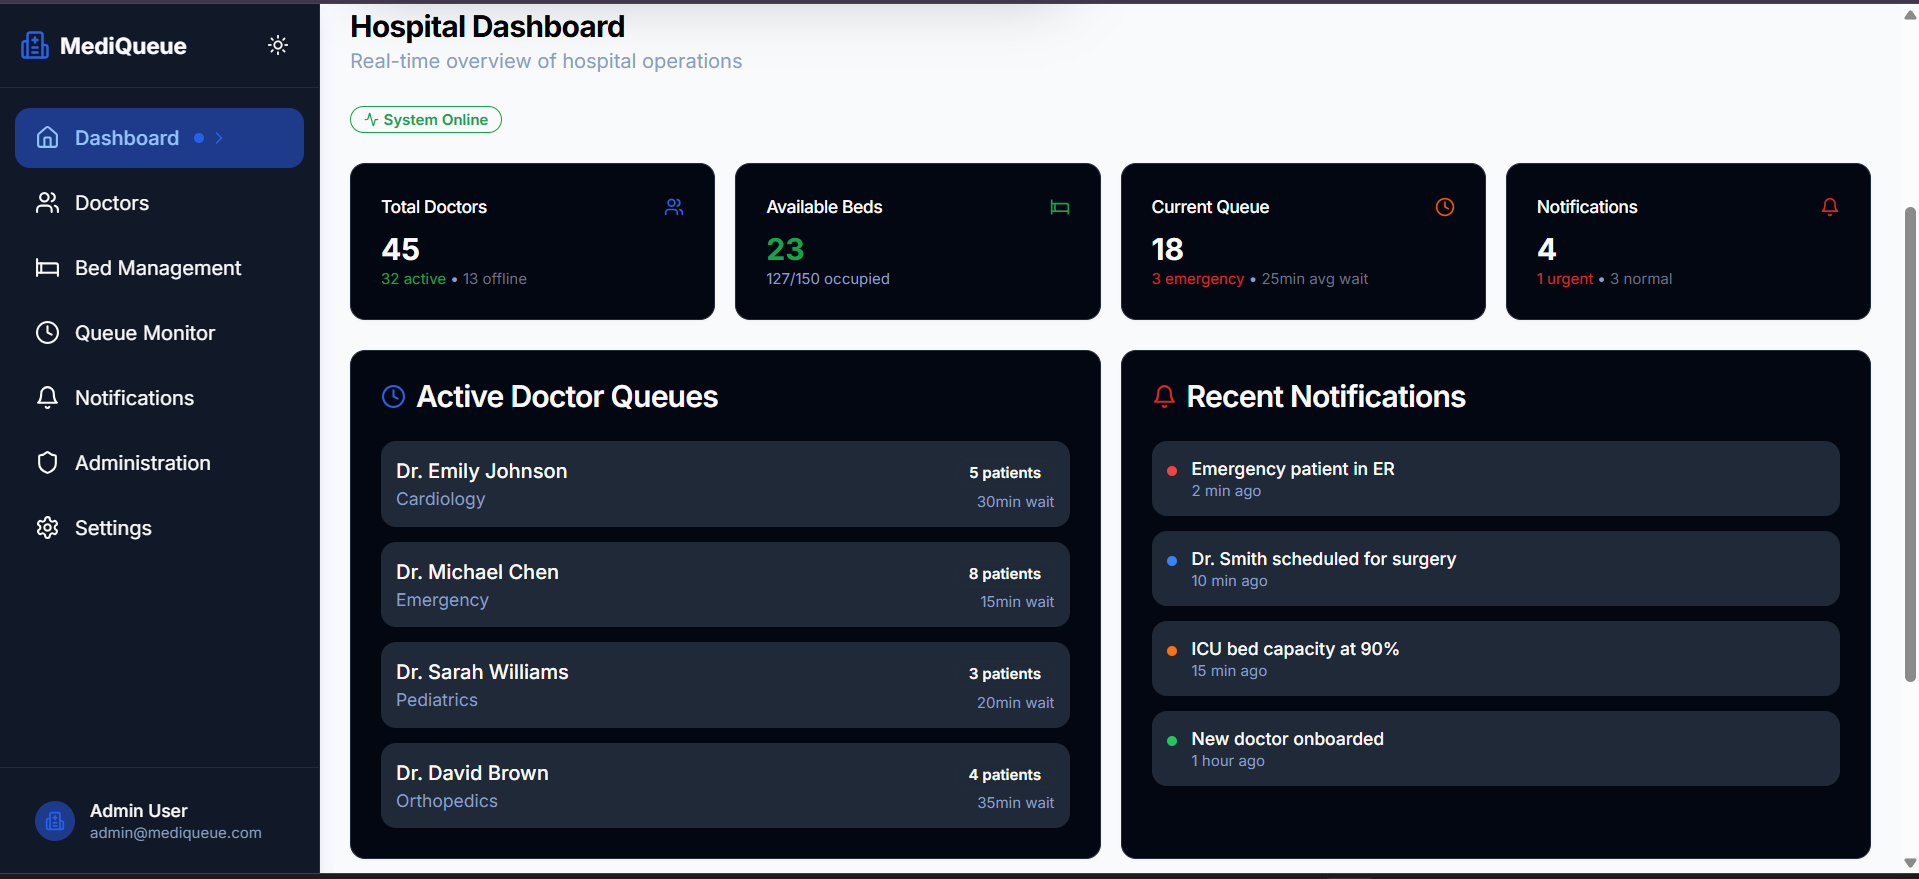 MediQueue
Dashboard
Doctors
Bed Management
Queue Monitor
Notifications
Administration
Settings
Admin User
admin@mediqueue.com
Hospital Dashboard
Real-time overview of hospital operations
System Online
Total Doctors
45
32 active • 13 offline
Available Beds
23
127/150 occupied
Current Queue
18
3 emergency • 25min avg wait
Notifications
4
1 urgent • 3 normal
Active Doctor Queues
Dr. Emily Johnson
5 patients
Cardiology
30min wait
Dr. Michael Chen
8 patients
Emergency
15min wait
Dr. Sarah Williams
3 patients
Pediatrics
20min wait
Dr. David Brown
4 patients
Orthopedics
35min wait
Recent Notifications
Emergency patient in ER
2 min ago
Dr. Smith scheduled for surgery
10 min ago
ICU bed capacity at 90%
15 min ago
New doctor onboarded
1 hour ago